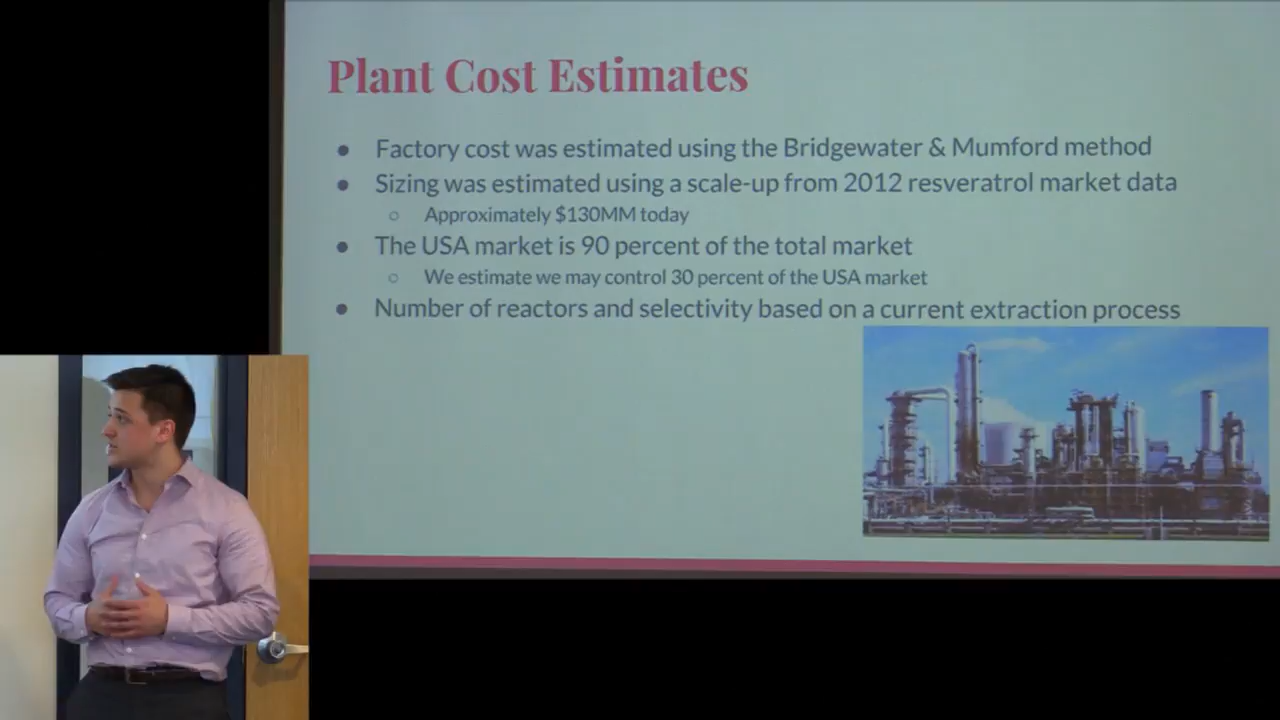 Plant Cost Estimates
● Factory cost was estimated using the Bridgewater & Mumford method
● Sizing was estimated using a scale-up from 2012 resveratrol market data
○ Approximately $130MM today
● The USA market is 90 percent of the total market
○ We estimate we may control 30 percent of the USA market
● Number of reactors and selectivity based on a current extraction process